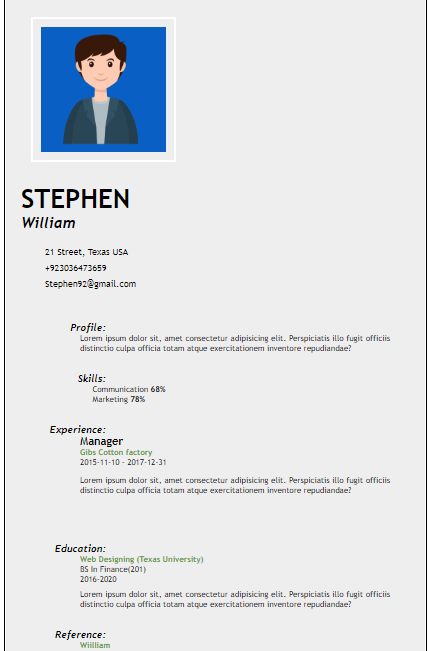 STEPHEN
William
21 Street, Texas USA
+923036473659
Stephen92@gmail.com
Profile:
Lorem ipsum dolor sit, amet consectetur adipisicing elit. Perspiciatis illo fugit officiis
distinctio culpa officia totam atque exercitationem inventore repudiandae?
Skills:
Communication 68%
Marketing 78%
Experience:
Manager
Gibs Cotton factory
2015-11-10 - 2017-12-31
Lorem ipsum dolor sit, amet consectetur adipisicing elit. Perspiciatis illo fugit officiis
distinctio culpa officia totam atque exercitationem inventore repudiandae?
Education:
Web Designing (Texas University)
BS In Finance(201)
2016-2020
Lorem ipsum dolor sit, amet consectetur adipisicing elit. Perspiciatis illo fugit officiis
distinctio culpa officia totam atque exercitationem inventore repudiandae?
Reference:
Wiilliam